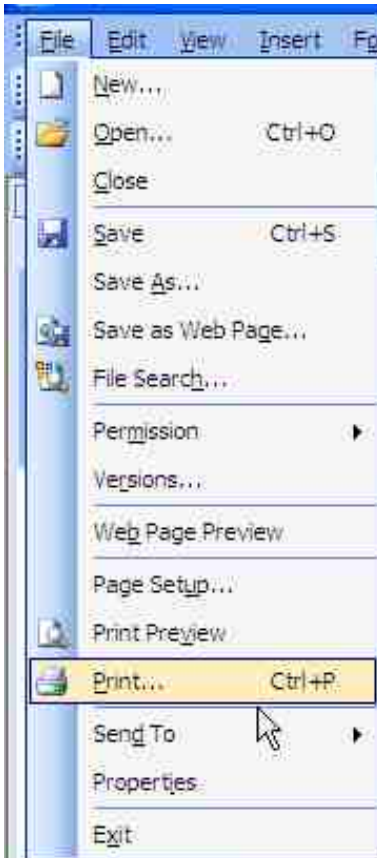 File Edit View Insert Fo
New...
Open... Ctrl+O
Close
Save Ctrl+S
Save As...
Save as Web Page...
File Search...
Permission
Versions...
Web Page Preview
Page Setup...
Print Preview
Print... Ctrl+P
Send To
Properties
Exit